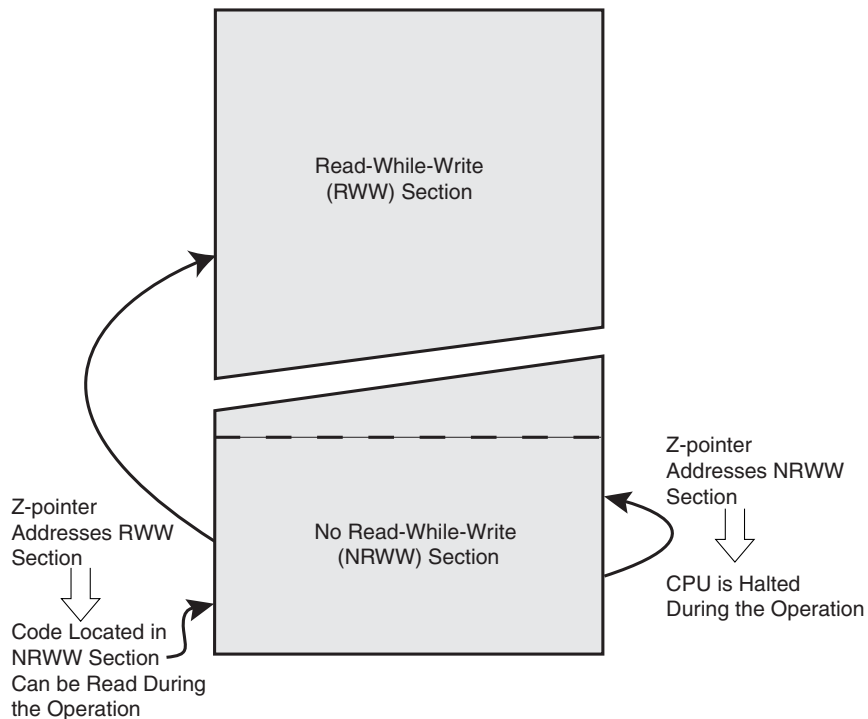 Read-While-Write
(RWW) Section
Z-pointer
Addresses NRWW
Section
Z-pointer
Addresses RWW
Section
No Read-While-Write
(NRWW) Section
CPU is Halted
During the Operation
Code Located in
NRWW Section
Can be Read During
the Operation